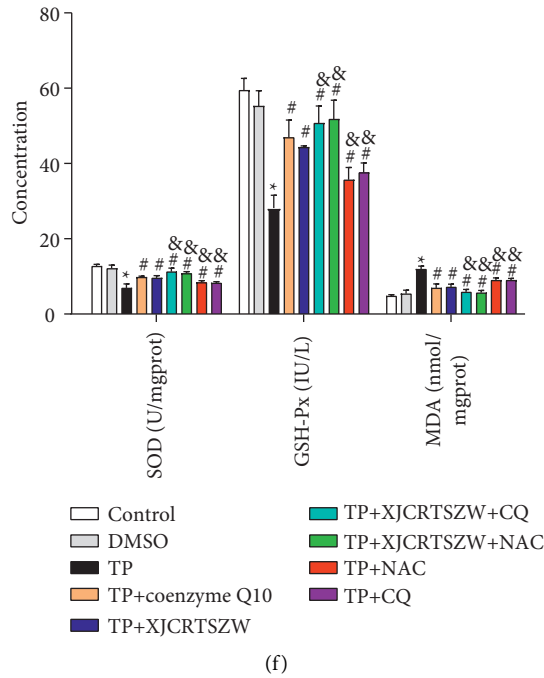 80
60
40
20
0
Concentration
*
#
#
&
#
&
#
&
#
&
#
*
#
#
&
#
&
#
&
#
&
#
*
#
#
&
#
&
#
&
#
&
#
SOD (U/mgprot)
GSH-Px (IU/L)
MDA (nmol/
mgprot)
Control
DMSO
TP
TP+coenzyme Q10
TP+XJCRTSZW
TP+XJCRTSZW+CQ
TP+XJCRTSZW+NAC
TP+NAC
TP+CQ
(f)